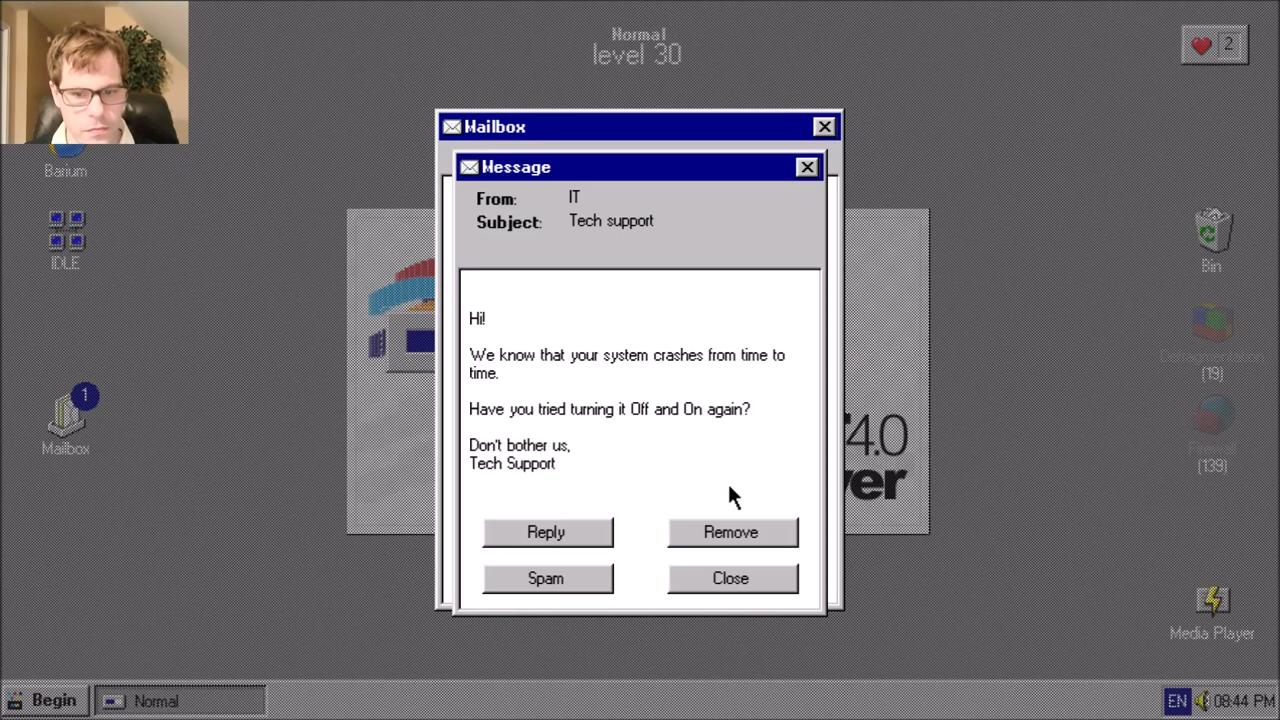 Normal
level 30
2
Barium
IDLE
Mailbox
Message
From: IT
Subject: Tech support
Hi!
We know that your system crashes from time to
time.
Have you tried turning it Off and On again?
Don't bother us,
Tech Support
Reply
Remove
Spam
Close
1
Mailbox
Bin
(19)
4.0
ver
(139)
Media Player
Begin
Normal
EN
08:44 PM